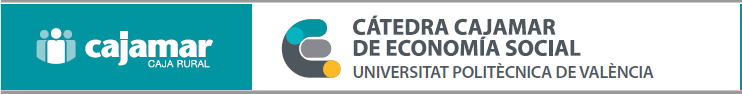 cajamar
CAJA RURAL
CÁTEDRA CAJAMAR
DE ECONOMÍA SOCIAL
UNIVERSITAT POLITÈCNICA DE VALÈNCIA